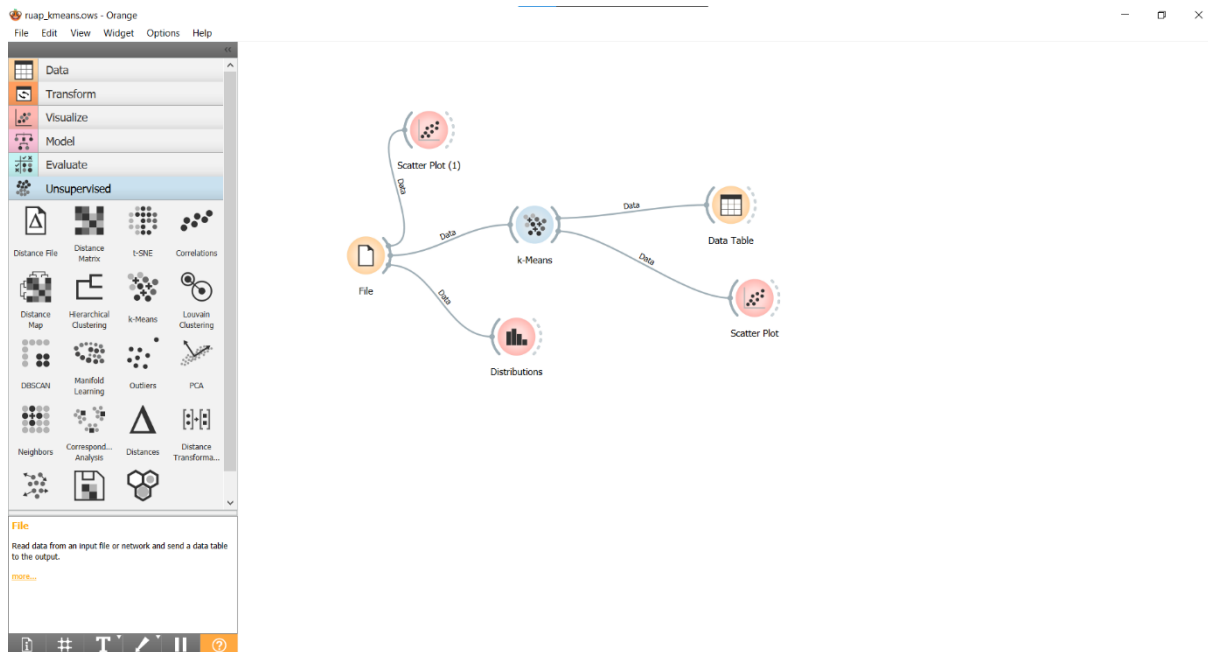 ruap_kmeans.ows - Orange
File Edit View Widget Options Help
Data
Transform
Visualize
Model
Evaluate
Unsupervised
Distance File
Distance
Matrix
t-SNE
Correlations
Distance
Map
Hierarchical
Clustering
k-Means
Louvain
Clustering
DBSCAN
Manifold
Learning
Outliers
PCA
Neighbors
Correspond...
Analysis
Distances
Distance
Transforma...
File
Read data from an input file or network and send a data table
to the output.
more...
Scatter Plot (1)
Data
File
Data
k-Means
Data
Data Table
Data
Scatter Plot
Data
Distributions